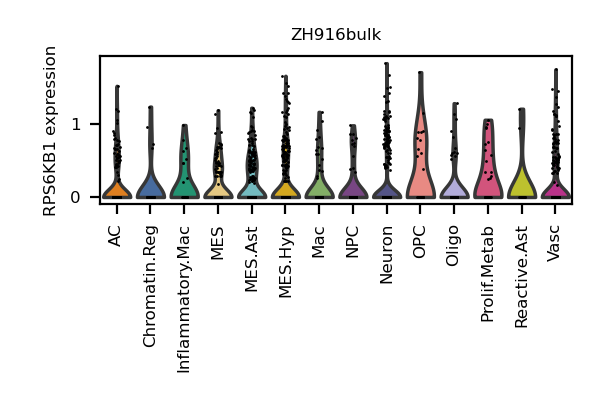 ZH916bulk
RPS6KB1 expression
1
0
AC
Chromatin.Reg
Inflammatory.Mac
MES
MES.Ast
MES.Hyp
Mac
NPC
Neuron
OPC
Oligo
Prolif.Metab
Reactive.Ast
Vasc